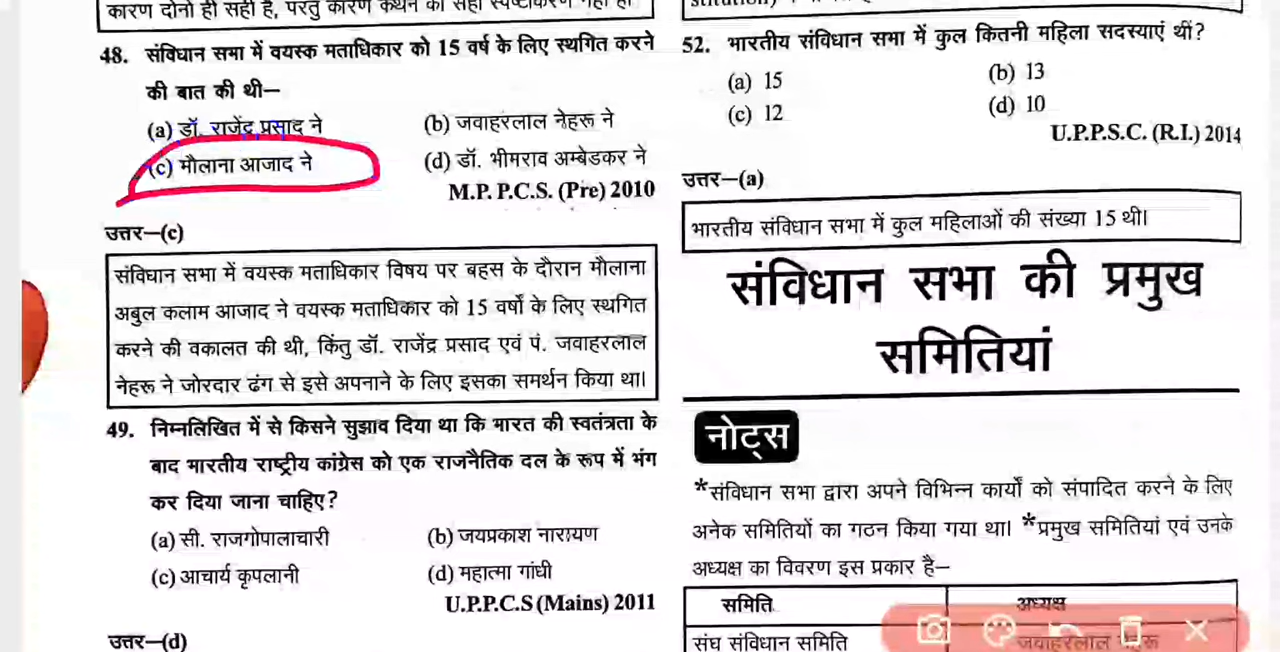 कारण दोनों ही सही हैं, परंतु कारण कथन का सही स्पष्टीकरण नहीं है।
48. संविधान सभा में वयस्क मताधिकार को 15 वर्ष के लिए स्थगित करने
की बात की थी–
(a) डॉ. राजेंद्र प्रसाद ने
(b) जवाहरलाल नेहरू ने
(c) मौलाना आजाद ने
(d) डॉ. भीमराव अम्बेडकर ने
M.P. P.C.S. (Pre) 2010
उत्तर–(c)
संविधान सभा में वयस्क मताधिकार विषय पर बहस के दौरान मौलाना
अबुल कलाम आजाद ने वयस्क मताधिकार को 15 वर्षों के लिए स्थगित
करने की वकालत की थी, किंतु डॉ. राजेंद्र प्रसाद एवं पं. जवाहरलाल
नेहरू ने जोरदार ढंग से इसे अपनाने के लिए इसका समर्थन किया था।
49. निम्नलिखित में से किसने सुझाव दिया था कि भारत की स्वतंत्रता के
बाद भारतीय राष्ट्रीय कांग्रेस को एक राजनैतिक दल के रूप में भंग
कर दिया जाना चाहिए?
(a) सी. राजगोपालाचारी
(b) जयप्रकाश नारायण
(c) आचार्य कृपलानी
(d) महात्मा गांधी
U.P.P.C.S (Mains) 2011
उत्तर–(d)
52. भारतीय संविधान सभा में कुल कितनी महिला सदस्याएं थीं?
(a) 15
(b) 13
(c) 12
(d) 10
U.P.P.S.C. (R.I.) 2014
उत्तर–(a)
भारतीय संविधान सभा में कुल महिलाओं की संख्या 15 थी।
संविधान सभा की प्रमुख
समितियां
नोट्स
*संविधान सभा द्वारा अपने विभिन्न कार्यों को संपादित करने के लिए
अनेक समितियों का गठन किया गया था। *प्रमुख समितियां एवं उनके
अध्यक्ष का विवरण इस प्रकार है–
समिति
अध्यक्ष
संघ संविधान समिति
जवाहरलाल नेहरू